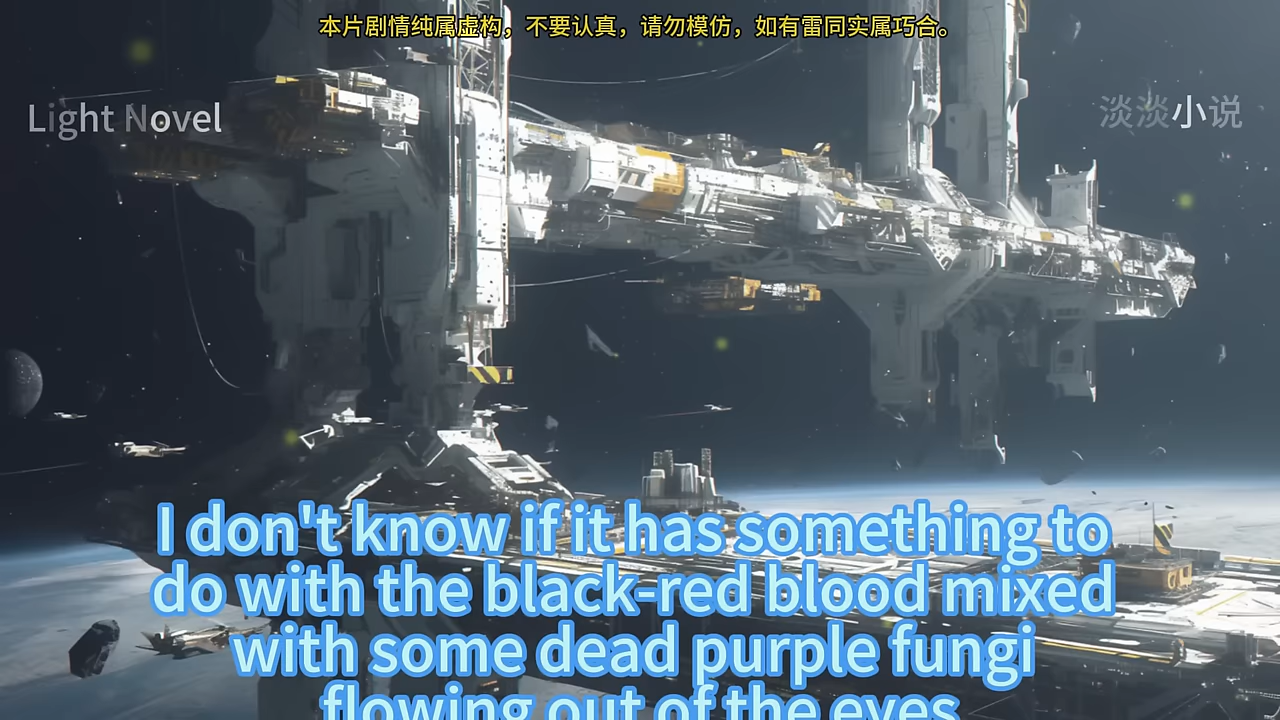 本片剧情纯属虚构，不要认真，请勿模仿，如有雷同实属巧合。
Light Novel
淡淡小说
I don't know if it has something to
do with the black-red blood mixed
with some dead purple fungi
flowing out of the eyes